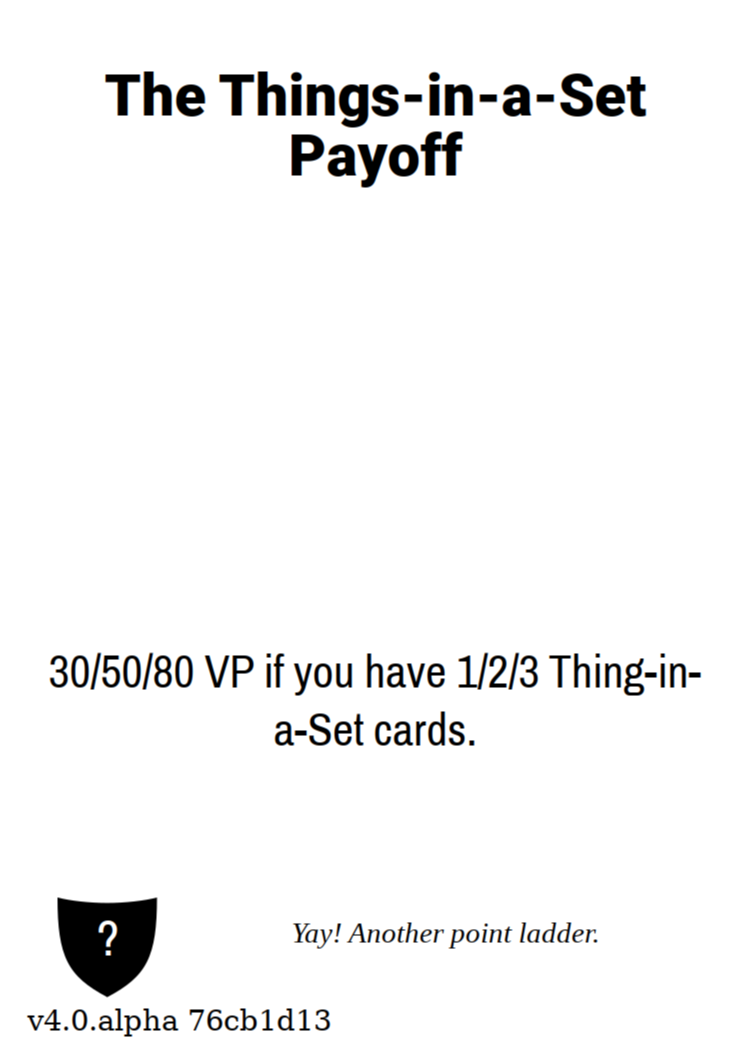 The Things-in-a-Set
Payoff
30/50/80 VP if you have 1/2/3 Thing-in-
a-Set cards.
?
Yay! Another point ladder.
v4.0.alpha 76cb1d13